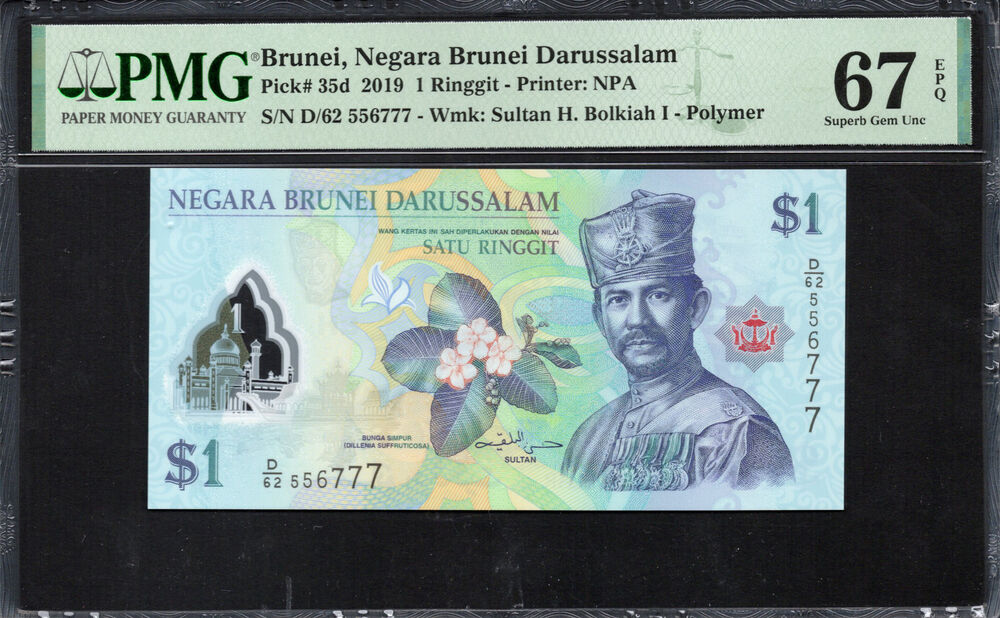 PMG®
PAPER MONEY GUARANTY
Brunei, Negara Brunei Darussalam
Pick# 35d 2019 1 Ringgit - Printer: NPA
S/N D/62 556777 - Wmk: Sultan H. Bolkiah I - Polymer
67
EPQ
Superb Gem Unc
NEGARA BRUNEI DARUSSALAM
WANG KERTAS INI SAH DIPERLAKUKAN DENGAN NILAI
SATU RINGGIT
$1
D/62 556777
1
BUNGA SIMPUR
(DILLENIA SUFFRUTICOSA)
SULTAN
$1
D/62 556777